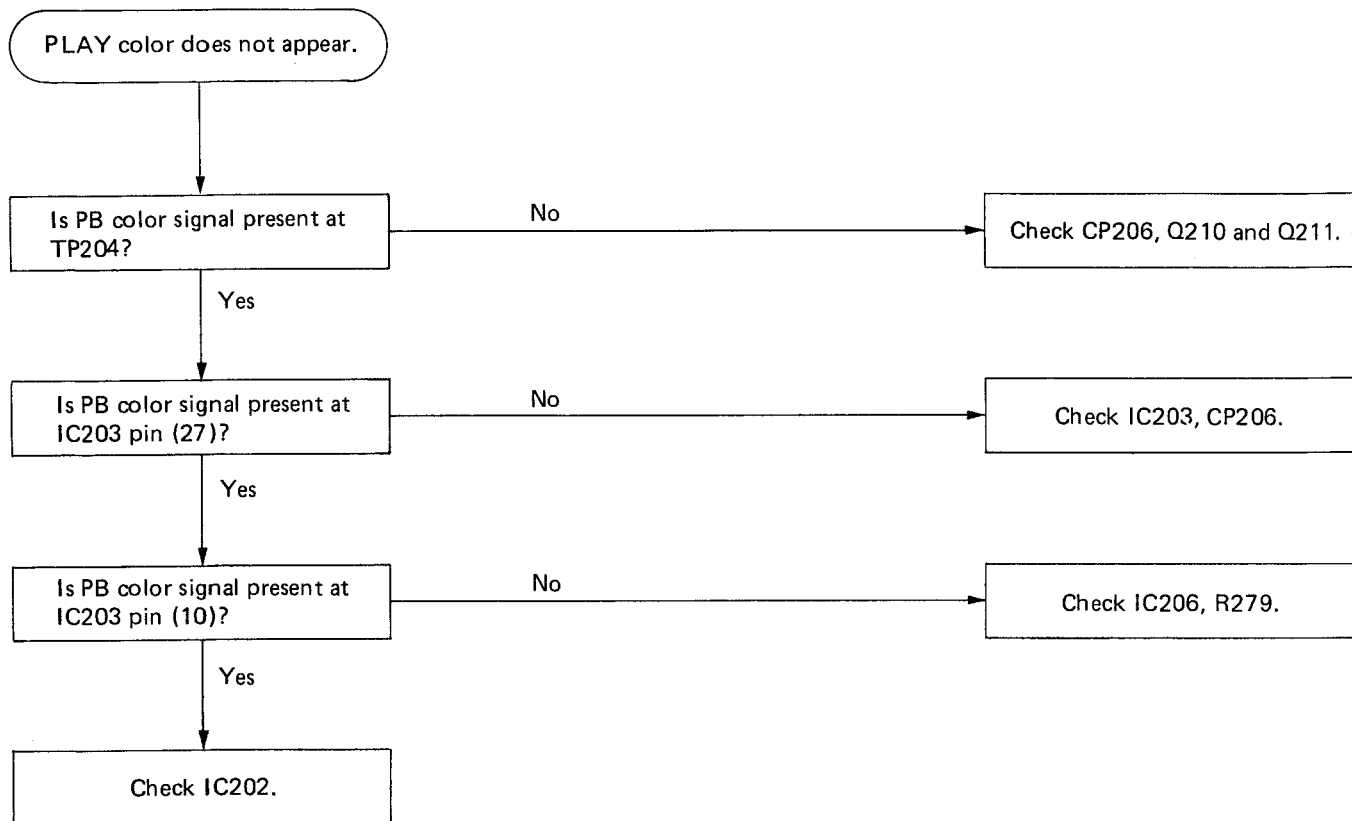 PLAY color does not appear.
Is PB color signal present at
TP204?
No
Check CP206, Q210 and Q211.
Yes
Is PB color signal present at
IC203 pin (27)?
No
Check IC203, CP206.
Yes
Is PB color signal present at
IC203 pin (10)?
No
Check IC206, R279.
Yes
Check IC202.